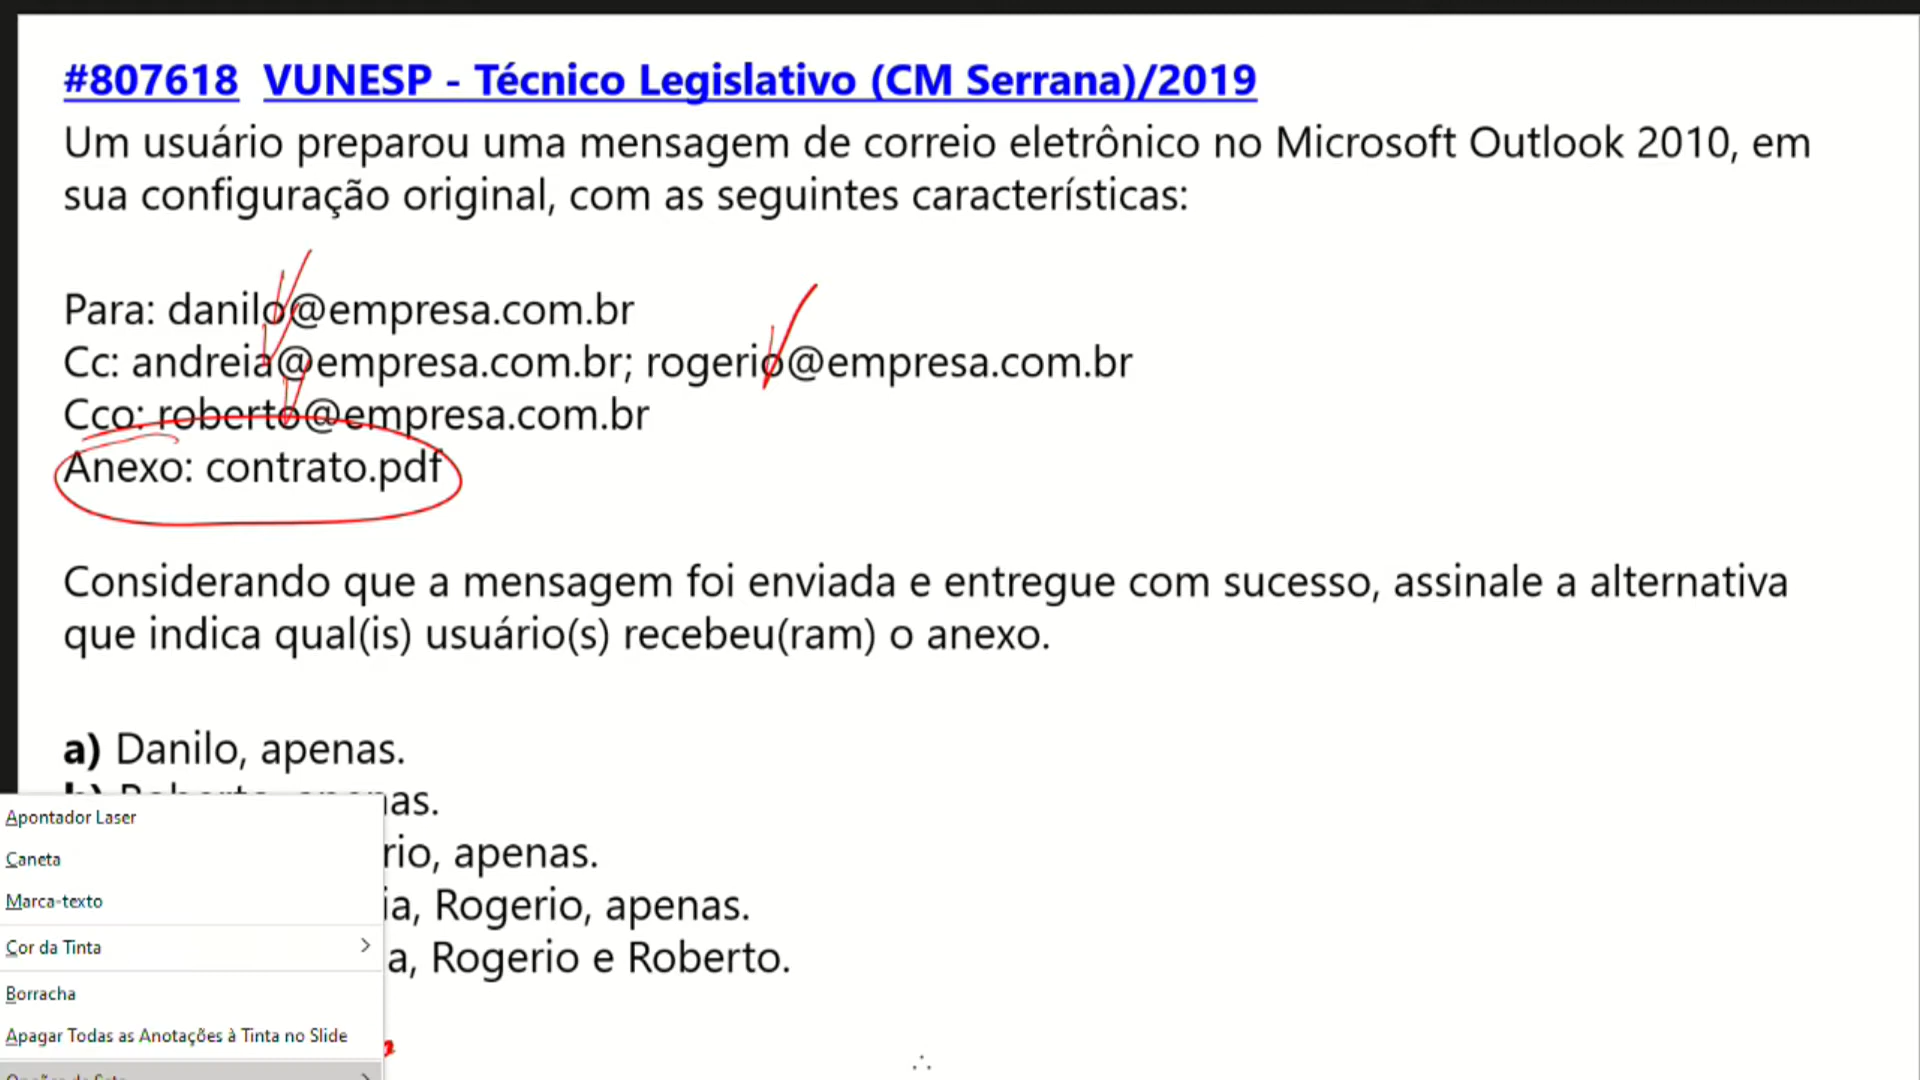 #807618 VUNESP - Técnico Legislativo (CM Serrana)/2019
Um usuário preparou uma mensagem de correio eletrônico no Microsoft Outlook 2010, em
sua configuração original, com as seguintes características:
Para: danilo@empresa.com.br
Cc: andreia@empresa.com.br; rogerio@empresa.com.br
Cco: roberto@empresa.com.br
Anexo: contrato.pdf
Considerando que a mensagem foi enviada e entregue com sucesso, assinale a alternativa
que indica qual(is) usuário(s) recebeu(ram) o anexo.
a) Danilo, apenas.
b) Roberto, apenas.
rio, apenas.
ia, Rogerio, apenas.
a, Rogerio e Roberto.
Apontador Laser
Caneta
Marca-texto
Cor da Tinta
Borracha
Apagar Todas as Anotações à Tinta no Slide